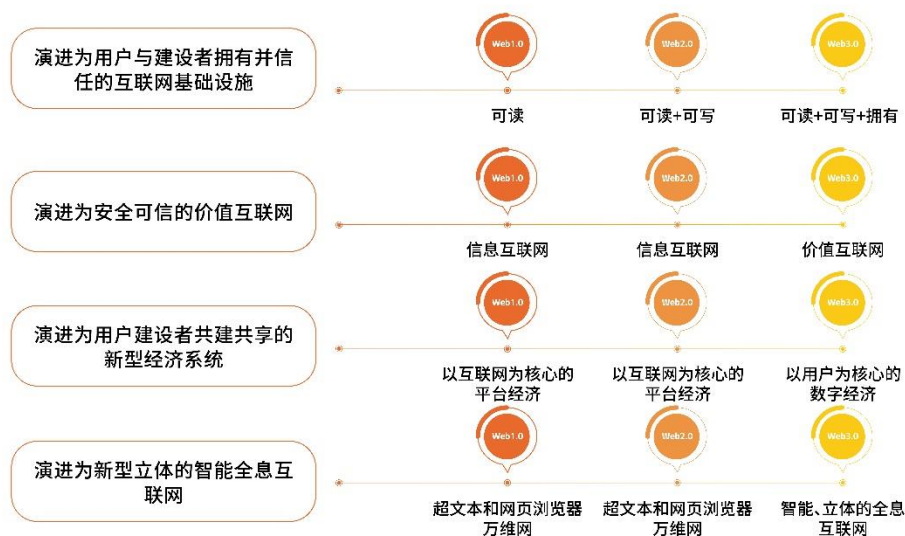 Web1.0 Web2.0 Web3.0
演进为用户与建设者拥有并信
任的互联网基础设施
可读 可读+可写 可读+可写+拥有
Web1.0 Web2.0 Web3.0
演进为安全可信的价值互联网
信息互联网 信息互联网 价值互联网
Web1.0 Web2.0 Web3.0
演进为用户建设者共建共享的
新型经济系统
以互联网为核心的 以互联网为核心的 以用户为核心的
平台经济 平台经济 数字经济
Web1.0 Web2.0 Web3.0
演进为新型立体的智能全息互
联网
超文本和网页浏览器 超文本和网页浏览器 智能、立体的全息
万维网 万维网 互联网